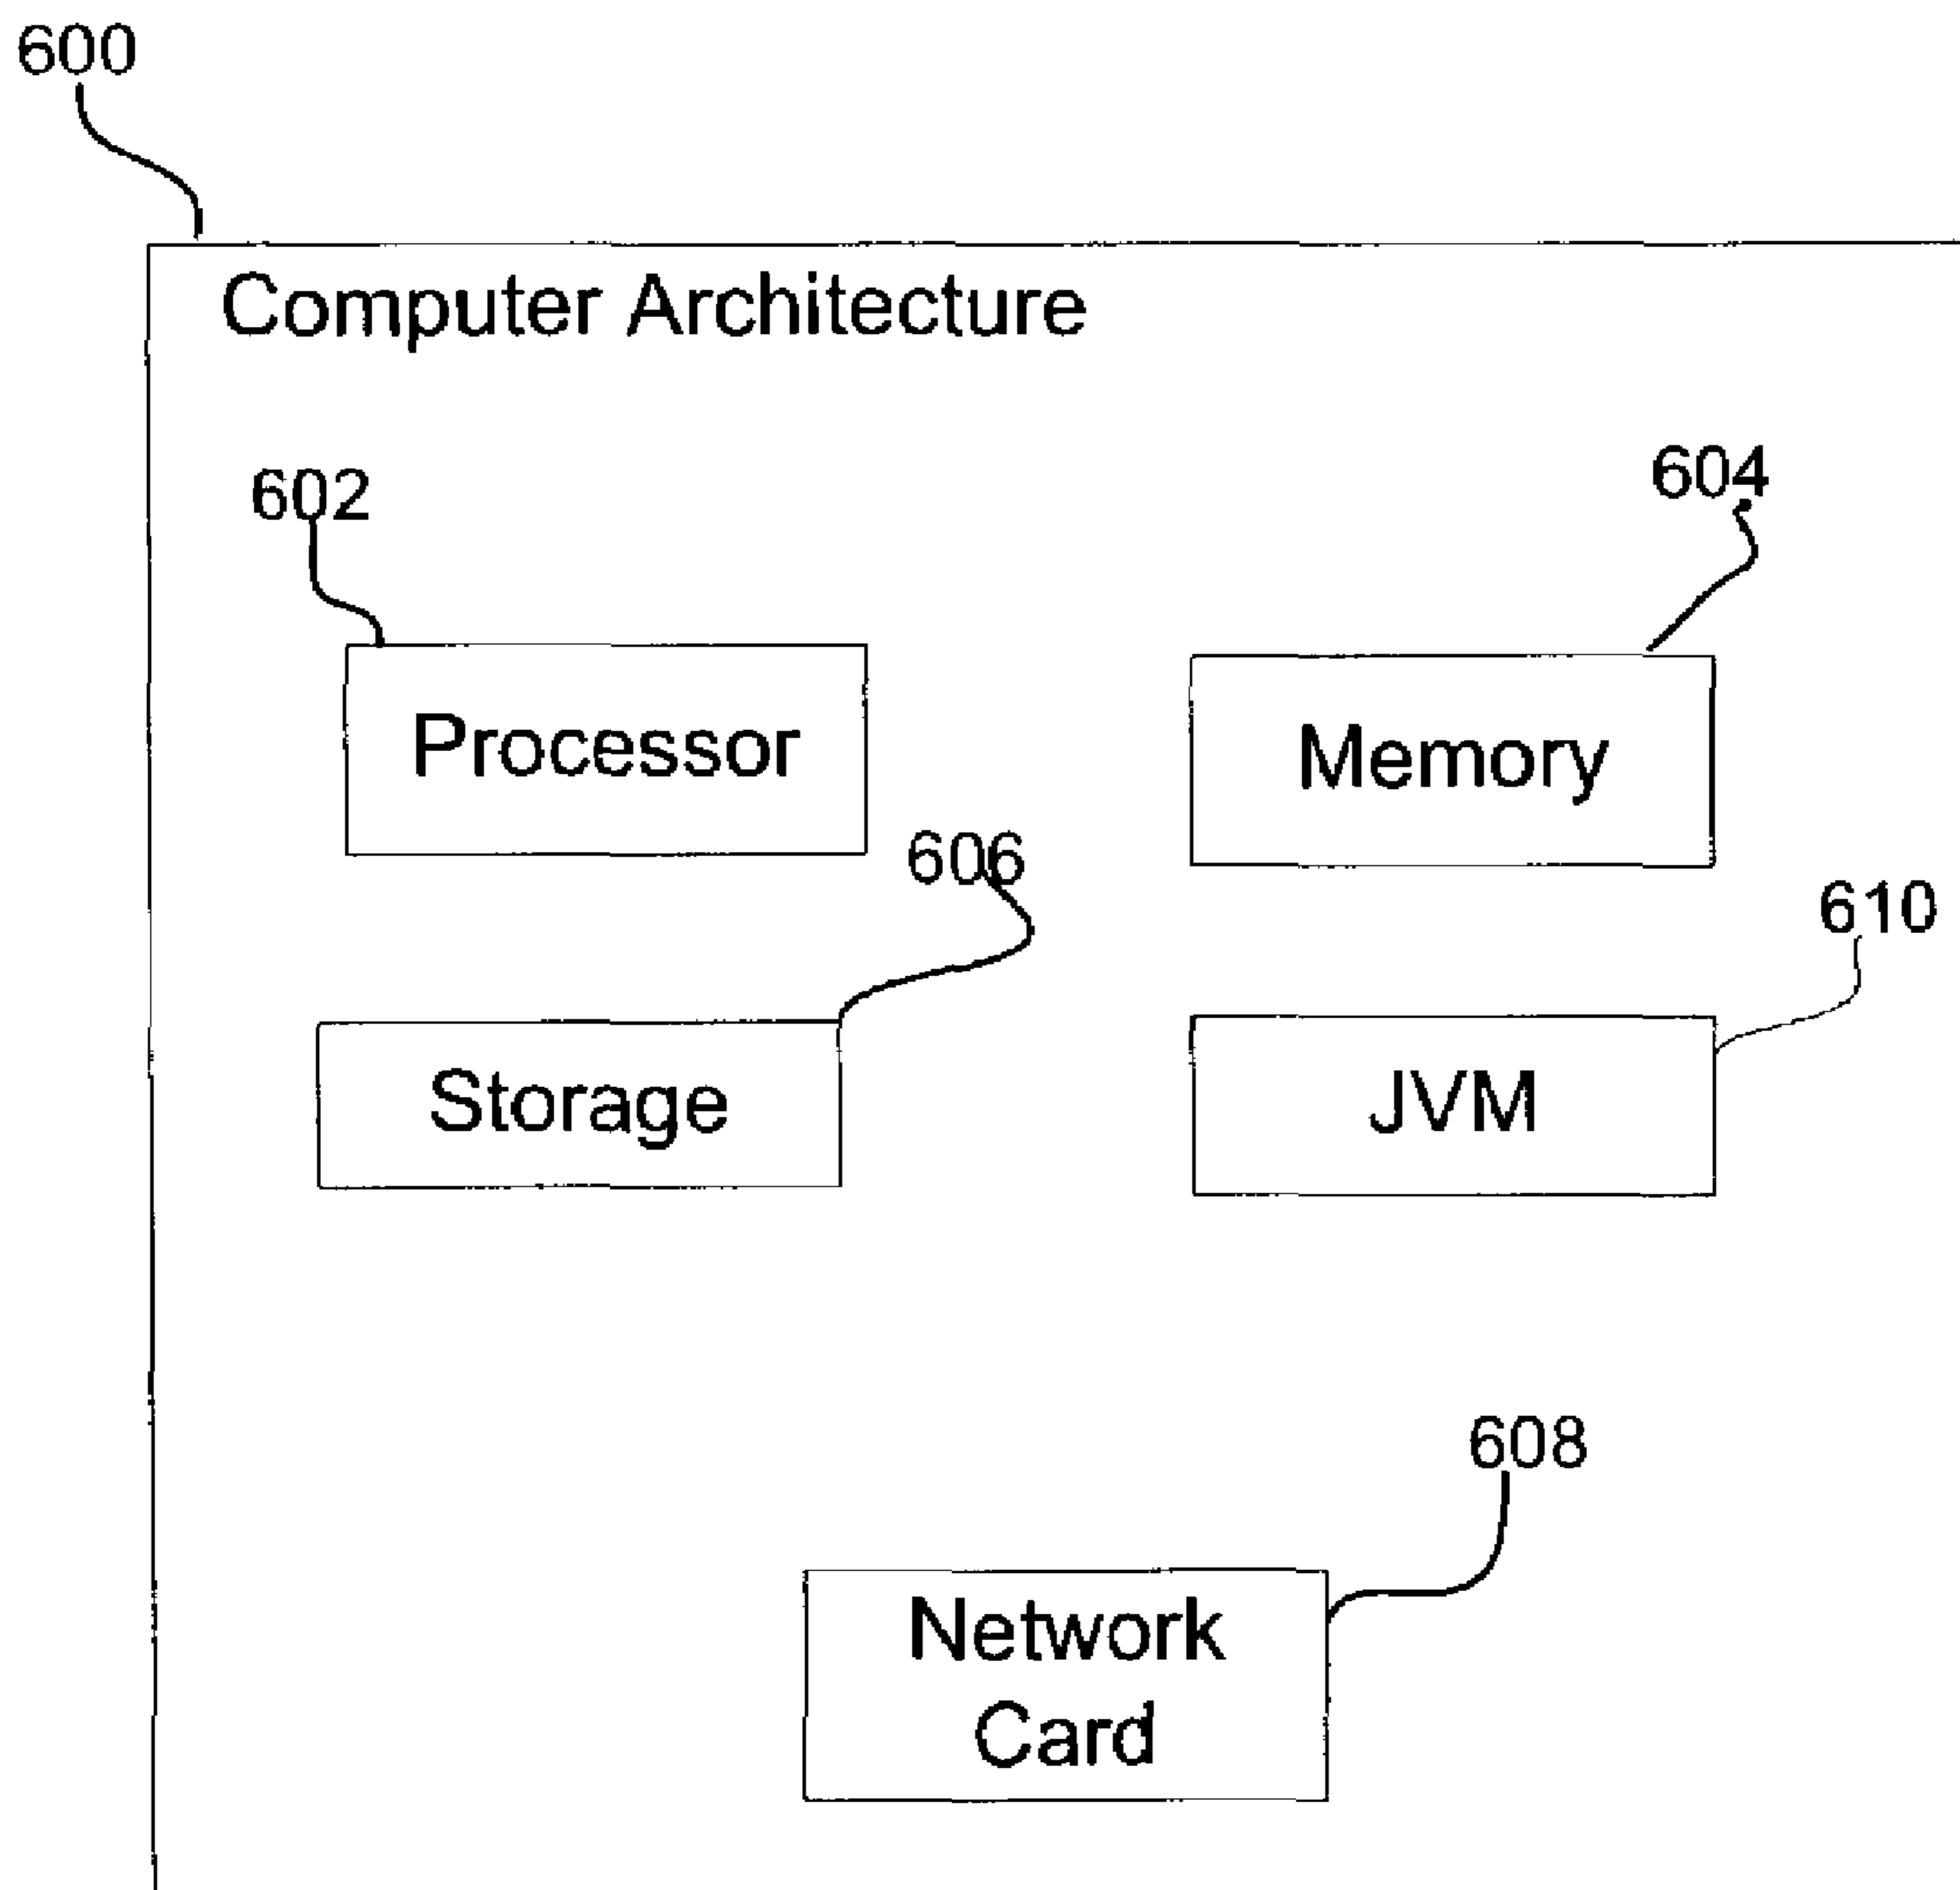 600
Computer Architecture
602
604
Processor
Memory
606
610
Storage
JVM
608
Network
Card